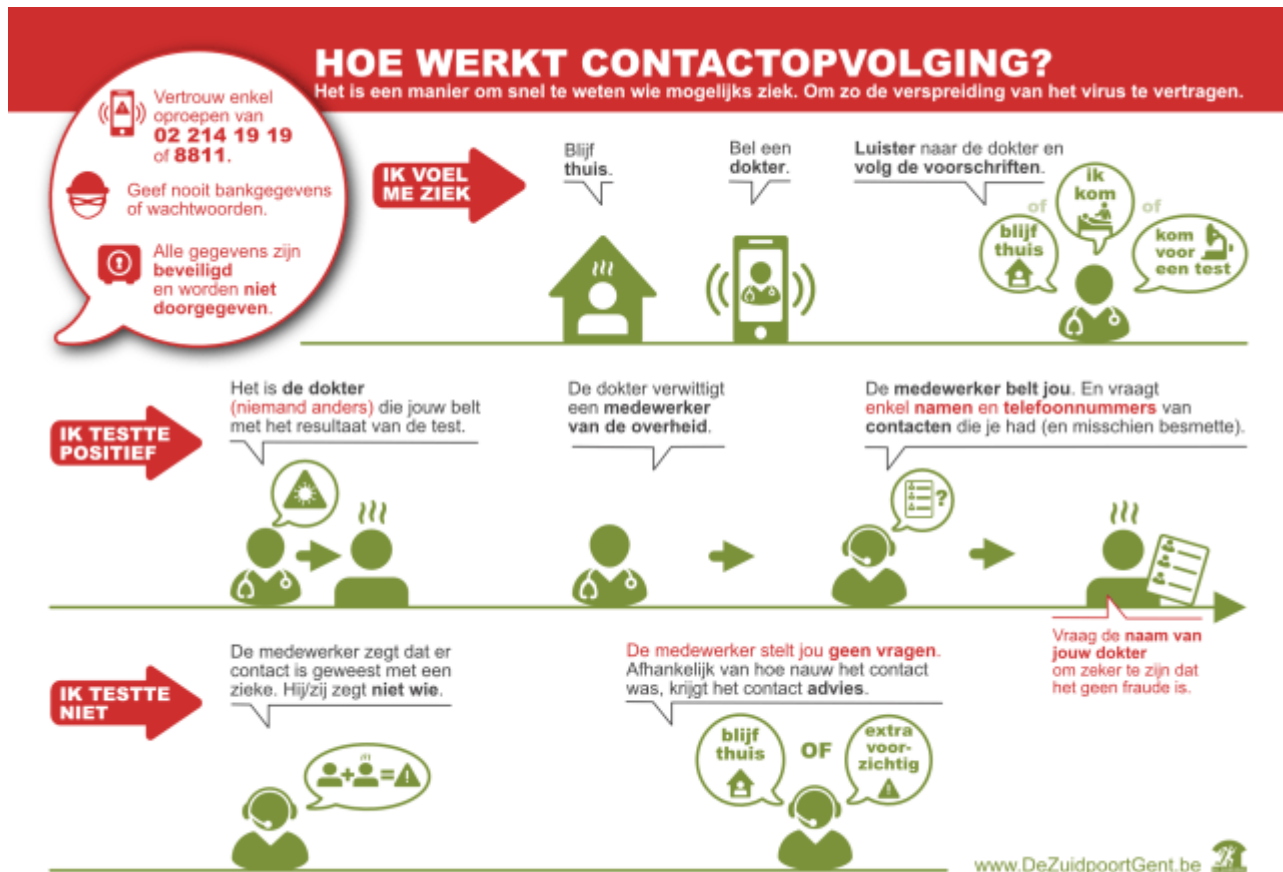 HOE WERKT CONTACTOPVOLGING?
Het is een manier om snel te weten wie mogelijks ziek. Om zo de verspreiding van het virus te vertragen.
Vertrouw enkel
oproepen van
02 214 19 19
of 8811.
Geef nooit bankgegevens
of wachtwoorden.
Alle gegevens zijn
beveiligd
en worden niet
doorgegeven.
IK VOEL
ME ZIEK
Blijf
thuis.
Bel een
dokter.
Luister naar de dokter en
volg de voorschriften.
blijf
thuis
of
ik
kom
of
kom
voor
een test
IK TESTTE
POSITIEF
Het is de dokter
(niemand anders) die jouw belt
met het resultaat van de test.
De dokter verwittigt
een medewerker
van de overheid.
De medewerker belt jou. En vraagt
enkel namen en telefoonnummers van
contacten die je had (en misschien besmette).
?
Vraag de naam van
jouw dokter
om zeker te zijn dat
het geen fraude is.
IK TESTTE
NIET
De medewerker zegt dat er
contact is geweest met een
zieke. Hij/zij zegt niet wie.
+ =
De medewerker stelt jou geen vragen.
Afhankelijk van hoe nauw het contact
was, krijgt het contact advies.
blijf
thuis
OF
extra
voor-
zichtig
www.DeZuidpoortGent.be